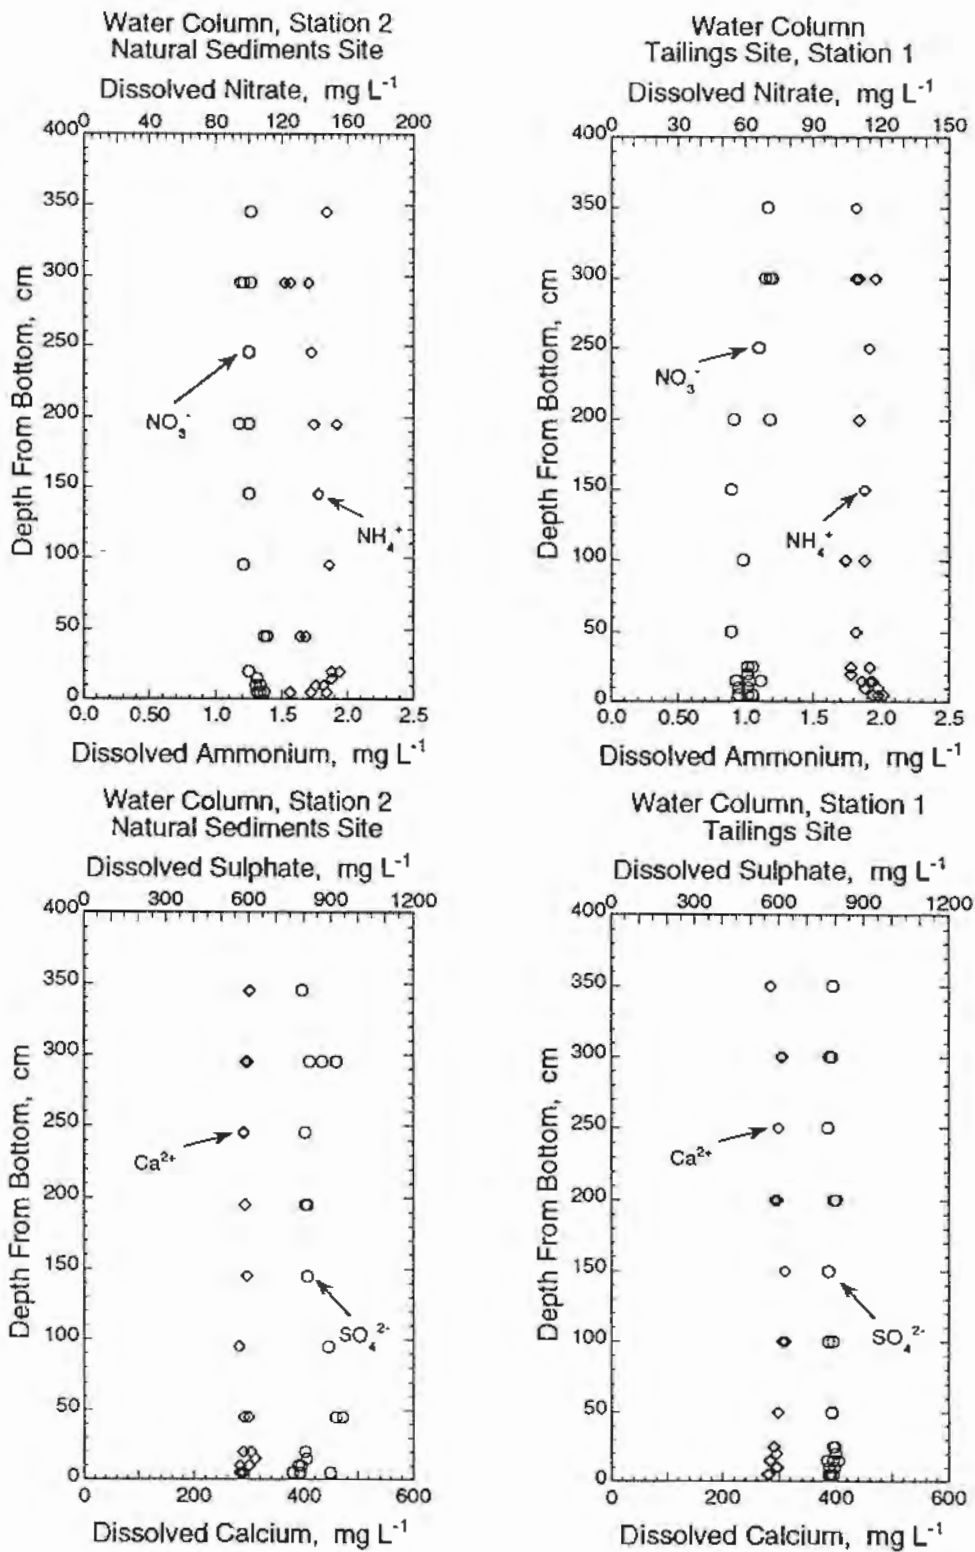 Water Column, Station 2
Natural Sediments Site
Dissolved Nitrate, mg L⁻¹
0 40 80 120 160 200
400
350
300
250
200
150
100
50
0
Depth From Bottom, cm
NO₃⁻
NH₄⁺
0.0 0.50 1.0 1.5 2.0 2.5
Dissolved Ammonium, mg L⁻¹
Water Column
Tailings Site, Station 1
Dissolved Nitrate, mg L⁻¹
0 30 60 90 120 150
400
350
300
250
200
150
100
50
0
Depth From Bottom, cm
NO₃⁻
NH₄⁺
0.0 0.50 1.0 1.5 2.0 2.5
Dissolved Ammonium, mg L⁻¹
Water Column, Station 2
Natural Sediments Site
Dissolved Sulphate, mg L⁻¹
0 300 600 900 1200
400
350
300
250
200
150
100
50
0
Depth From Bottom, cm
Ca²⁺
SO₄²⁻
0 200 400 600
Dissolved Calcium, mg L⁻¹
Water Column, Station 1
Tailings Site
Dissolved Sulphate, mg L⁻¹
0 300 600 900 1200
400
350
300
250
200
150
100
50
0
Depth From Bottom, cm
Ca²⁺
SO₄²⁻
0 200 400 600
Dissolved Calcium, mg L⁻¹